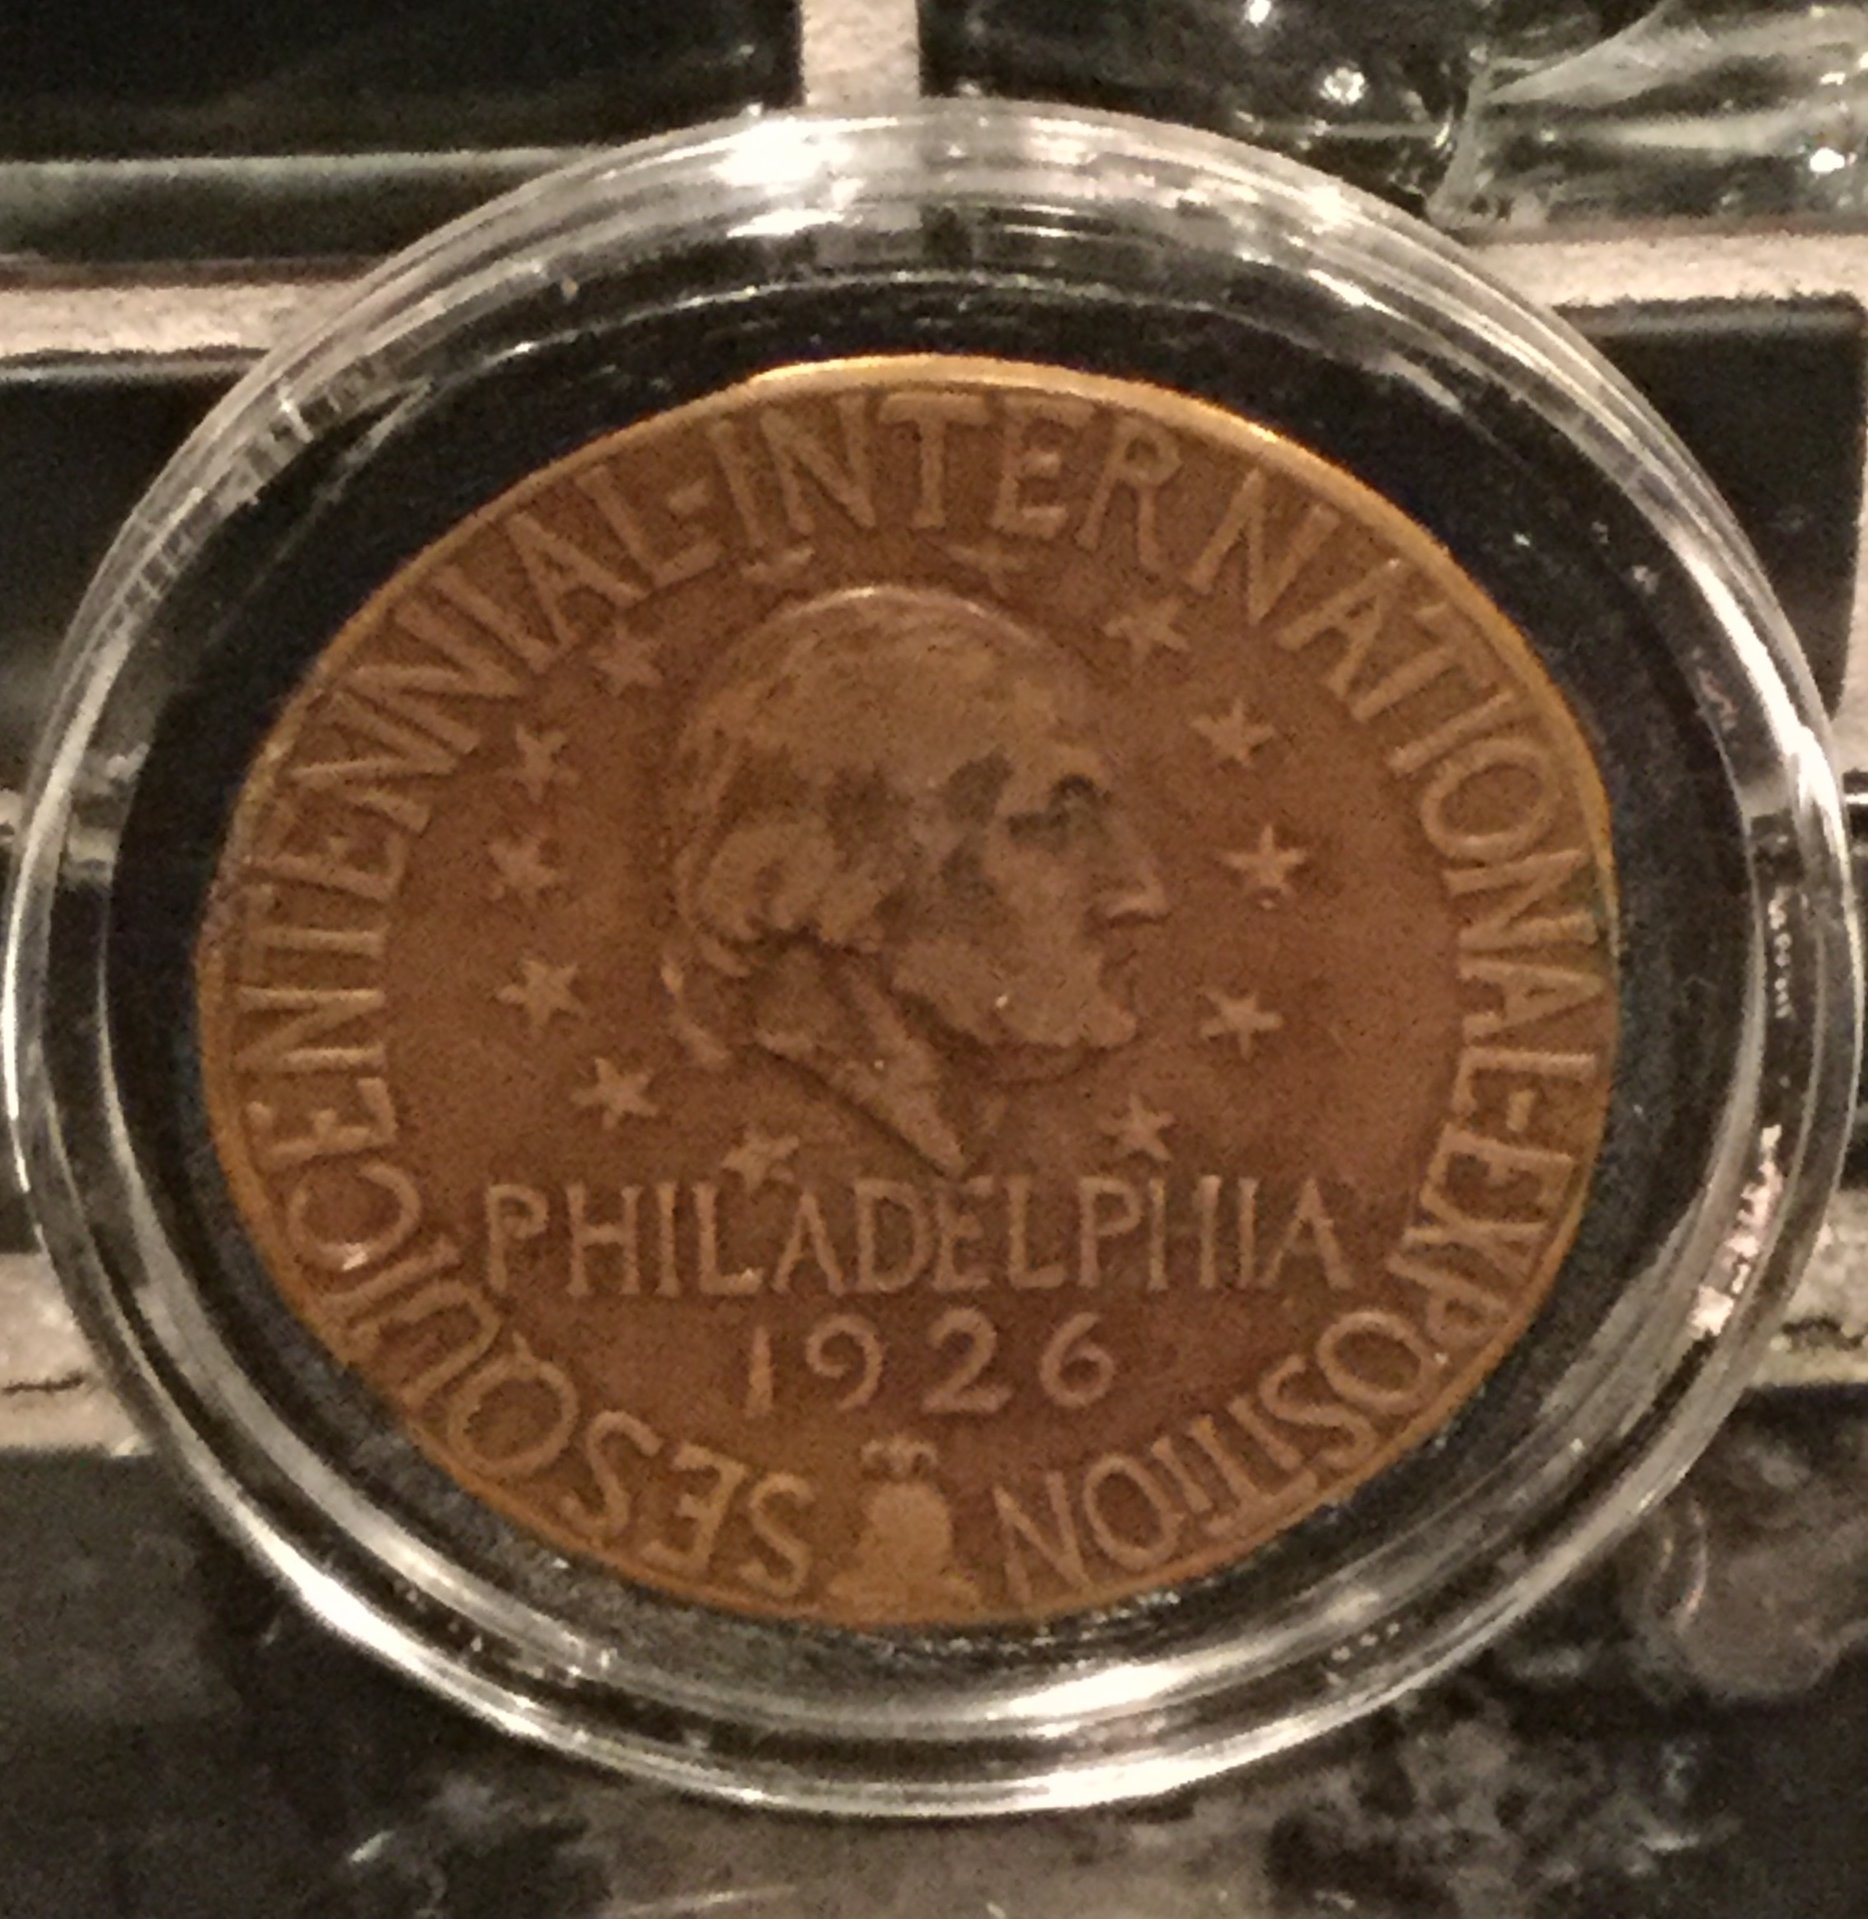 SESQUICENTENNIAL-INTERNATIONAL-EXPOSITION
PHILADELPHIA
1926